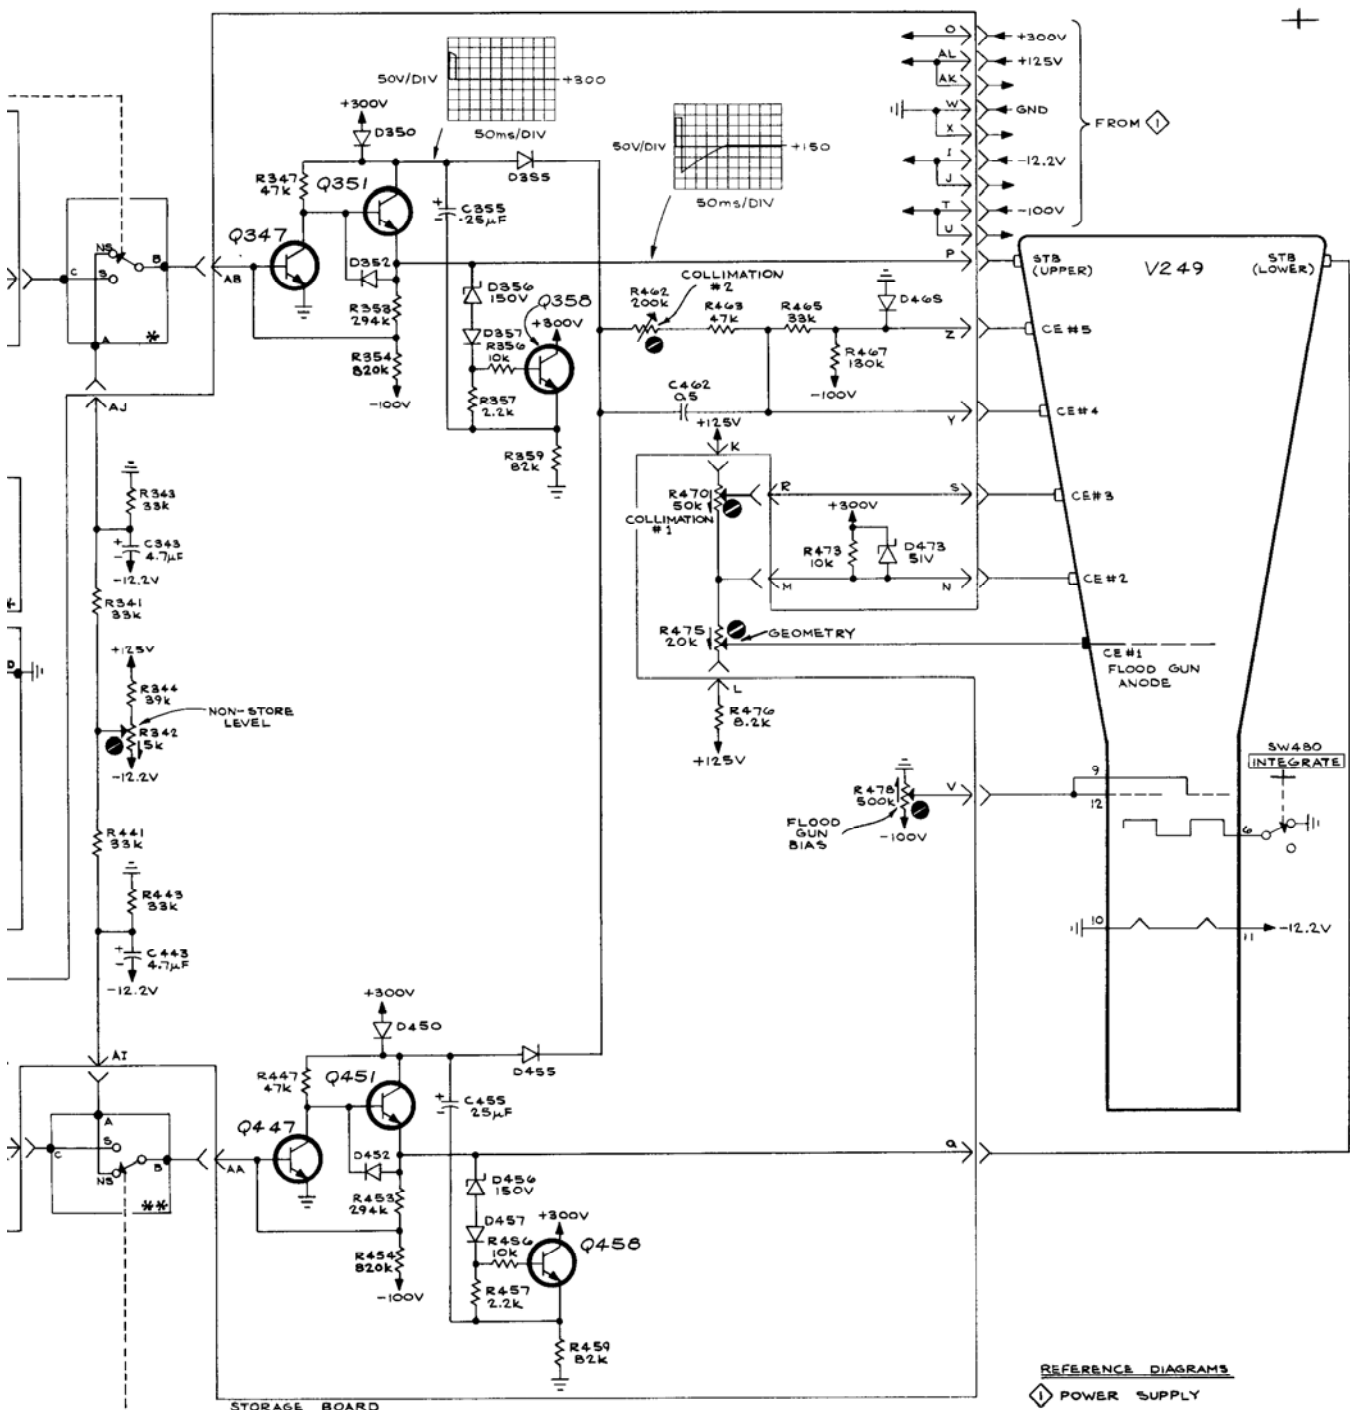 O
+300V
AL
+125V
AK
W
GND
X
FROM 1
I
-12.2V
J
T
-100V
U
P
50V/DIV
+300
50ms/DIV
50V/DIV
+150
50ms/DIV
+300V
D350
D355
R347
47K
Q351
C355
25µF
Q347
NS
S
C
B
A
*
AB
AJ
D352
R353
294K
R354
820K
-100V
D356
150V
D357
R356
10K
R357
2.2K
Q358
+300V
R359
82K
COLLIMATION
#2
R462
200K
R463
47K
R465
33K
D465
Z
R467
180K
-100V
C462
0.5
Y
STB
(UPPER)
V249
STB
(LOWER)
CE#5
CE#4
CE#3
CE#2
CE#1
FLOOD GUN
ANODE
+125V
K
R470
50K
COLLIMATION
#1
R
S
+300V
R473
10K
D473
51V
M
N
R475
20K
GEOMETRY
L
R476
8.2K
+125V
R343
33K
C343
4.7µF
-12.2V
R341
33K
+125V
R344
39K
NON-STORE
LEVEL
R342
5K
-12.2V
D
R441
33K
R443
33K
C443
4.7µF
-12.2V
R478
500K
V
FLOOD
GUN
BIAS
-100V
9
12
SW480
INTEGRATE
6
10
11
-12.2V
AI
A
S
C
B
NS
**
AA
+300V
D450
D455
R447
47K
Q451
C455
25µF
Q447
D452
R453
294K
R454
820K
-100V
D456
150V
D457
R456
10K
R457
2.2K
+300V
Q458
R459
82K
Q
STORAGE BOARD
REFERENCE DIAGRAMS
1 POWER SUPPLY